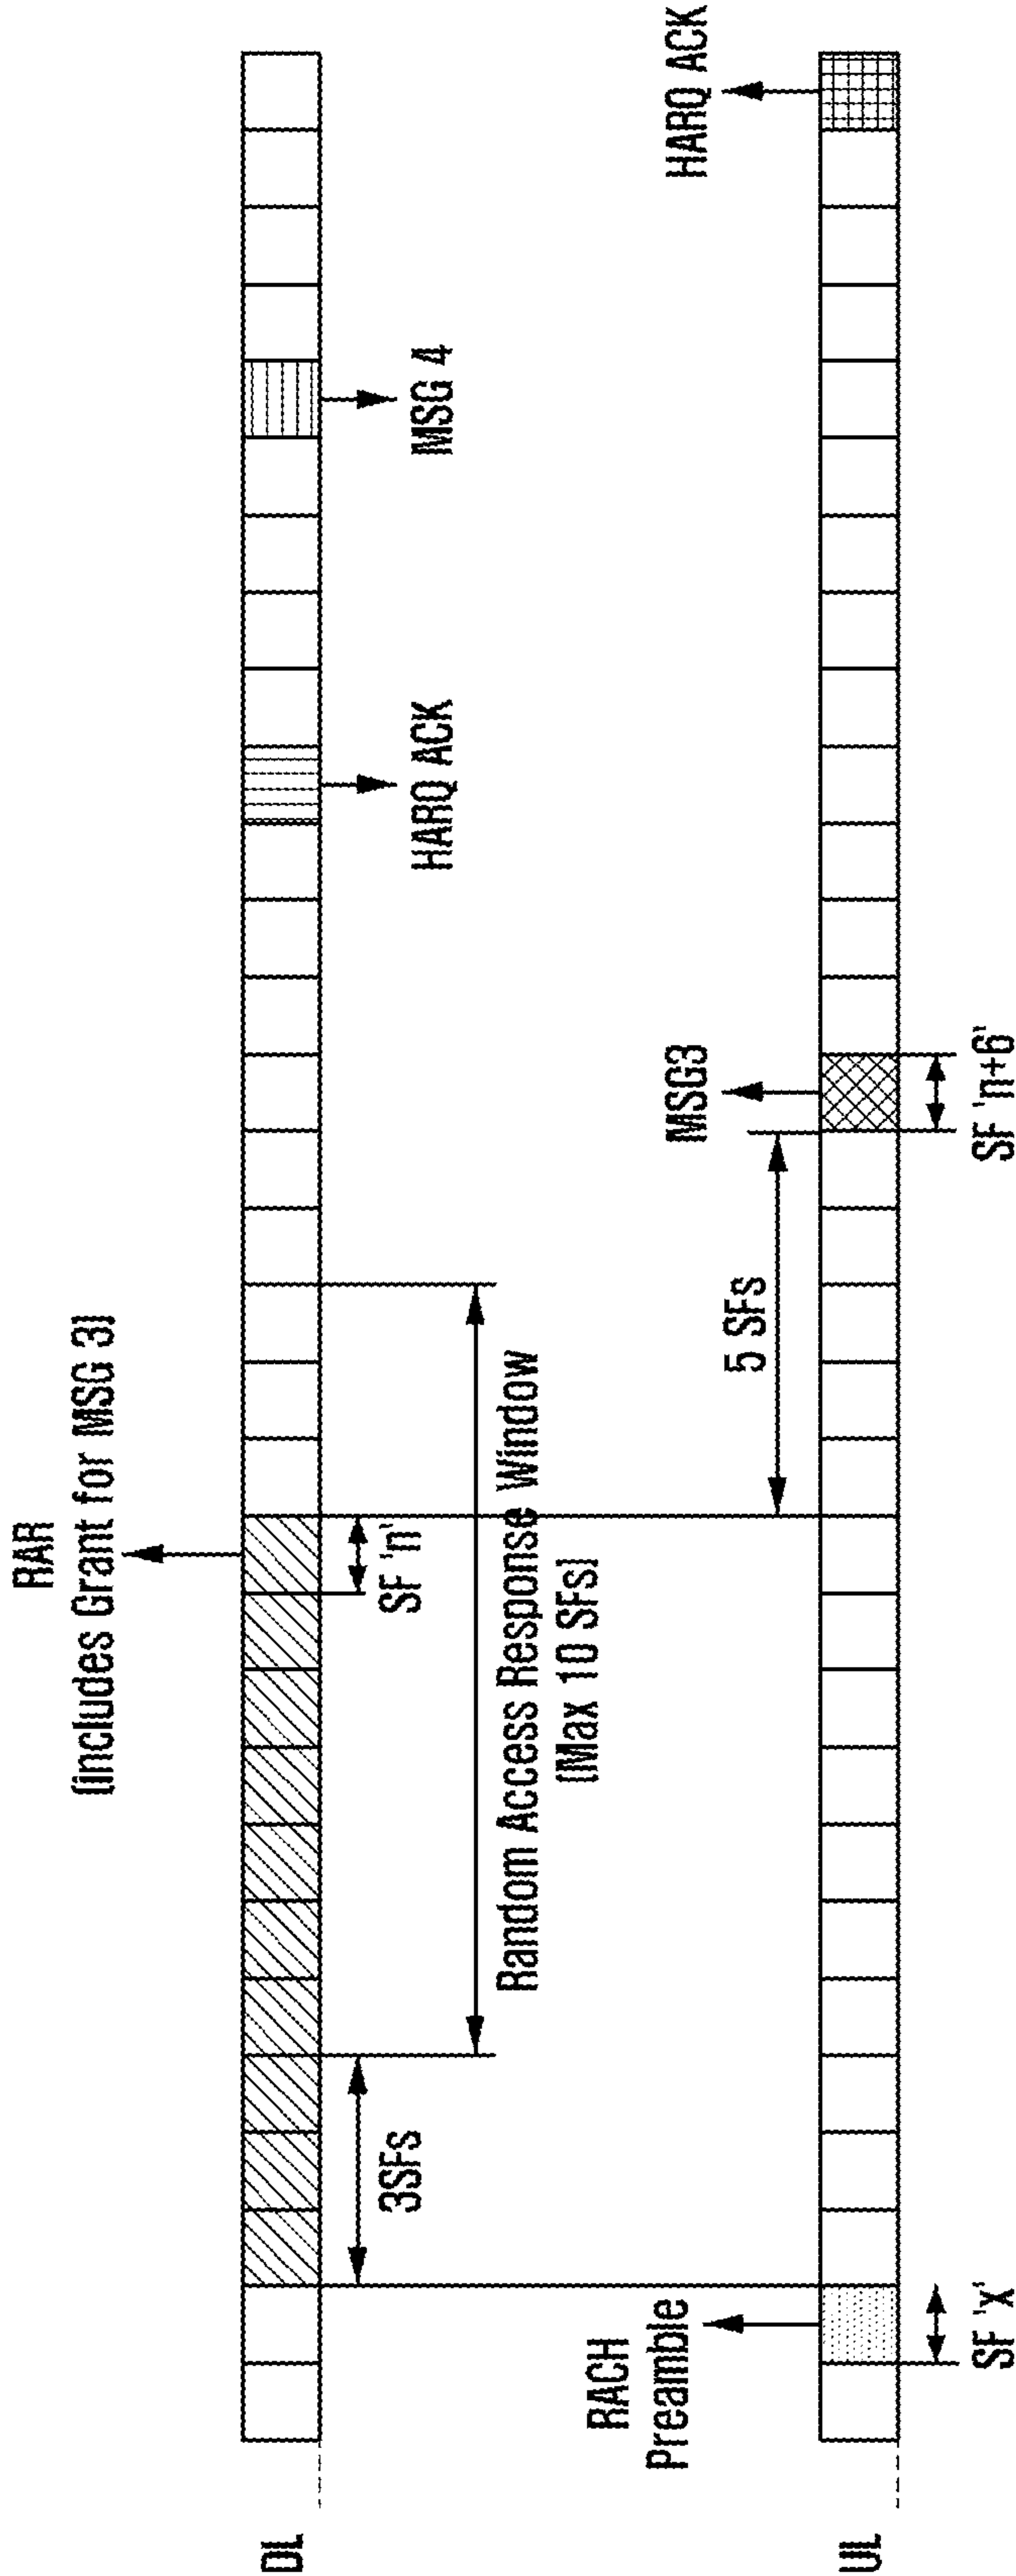 RAR
(includes Grant for MSG 3)
DL
3SFs
SF 'n'
HARQ ACK
MSG 4
Random Access Response Window
(Max 10 SFs)
RACH
Preamble
5 SFs
MSG3
HARQ ACK
UL
SF 'x'
SF 'n+6'